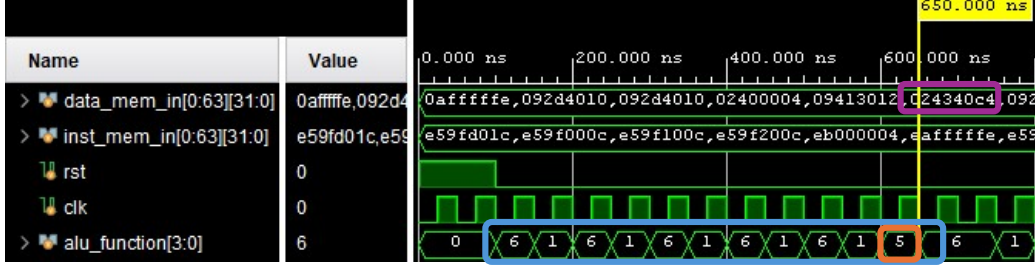 650.000 ns
Name Value 0.000 ns 200.000 ns 400.000 ns 600.000 ns
data_mem_in[0:63][31:0] 0afffffe,092d4 0afffffe,092d4010,092d4010,02400004,09413012,024340c4,092
inst_mem_in[0:63][31:0] e59fd01c,e59 e59fd01c,e59f000c,e59f100c,e59f200c,eb000004,eafffffe,e59
rst 0
clk 0
alu_function[3:0] 6 0 6 1 6 1 6 1 6 1 6 1 5 6 1